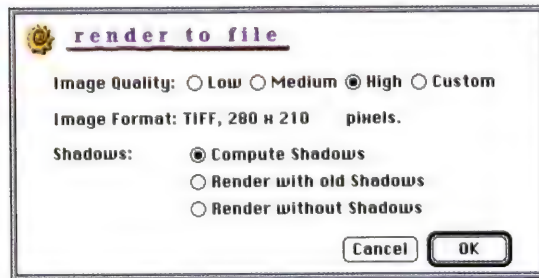 render to file
Image Quality: Low Medium High Custom
Image Format: TIFF, 280 x 210 pixels.
Shadows: Compute Shadows
Render with old Shadows
Render without Shadows
Cancel OK